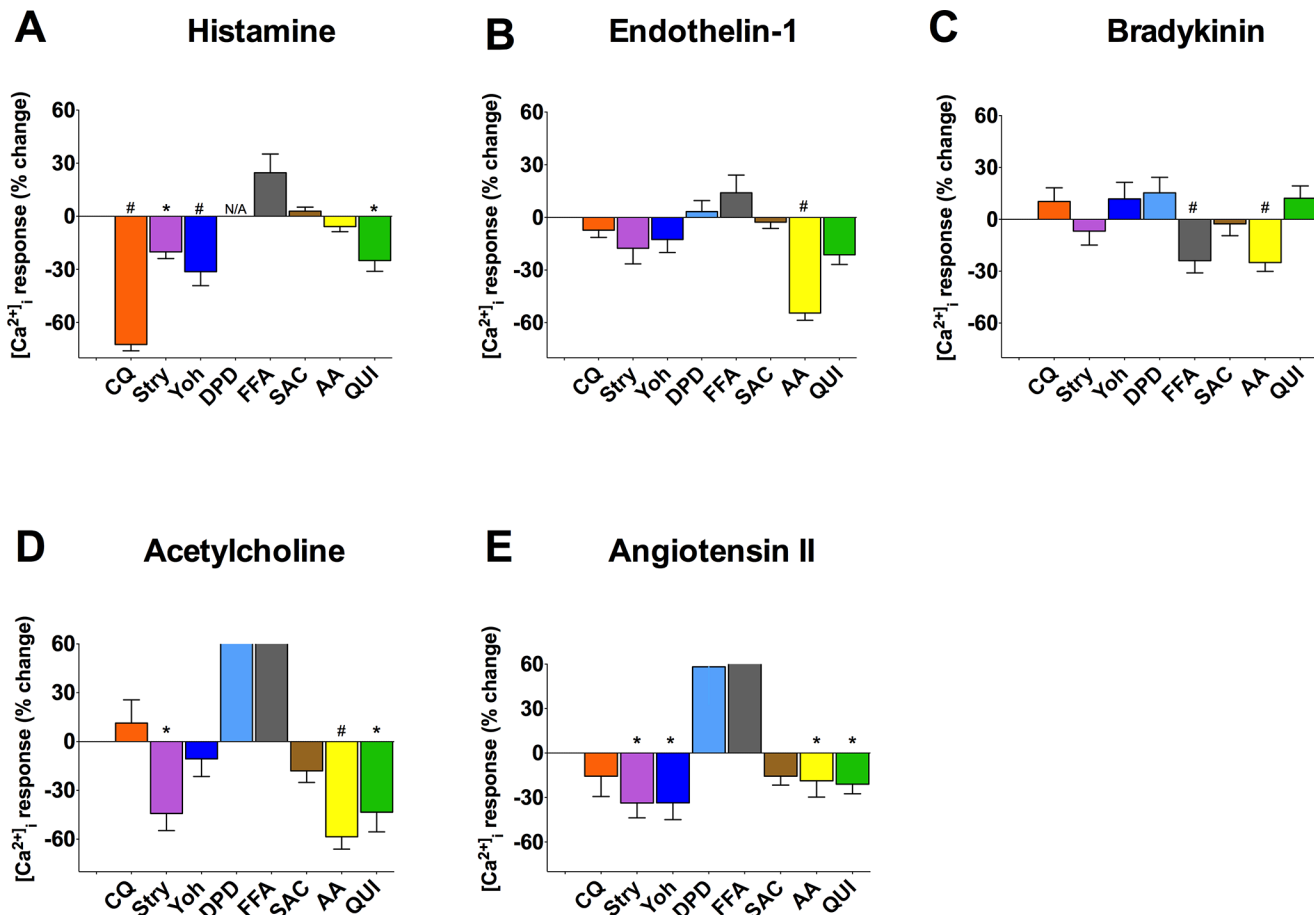 A Histamine
[Ca²⁺]ᵢ response (% change)
60
30
0
-30
-60
# * # N/A *
CQ Stry Yoh DPD FFA SAC AA QUI
B Endothelin-1
[Ca²⁺]ᵢ response (% change)
60
30
0
-30
-60
#
CQ Stry Yoh DPD FFA SAC AA QUI
C Bradykinin
[Ca²⁺]ᵢ response (% change)
60
30
0
-30
-60
# #
CQ Stry Yoh DPD FFA SAC AA QUI
D Acetylcholine
[Ca²⁺]ᵢ response (% change)
60
30
0
-30
-60
* # *
CQ Stry Yoh DPD FFA SAC AA QUI
E Angiotensin II
[Ca²⁺]ᵢ response (% change)
60
30
0
-30
-60
* * * *
CQ Stry Yoh DPD FFA SAC AA QUI